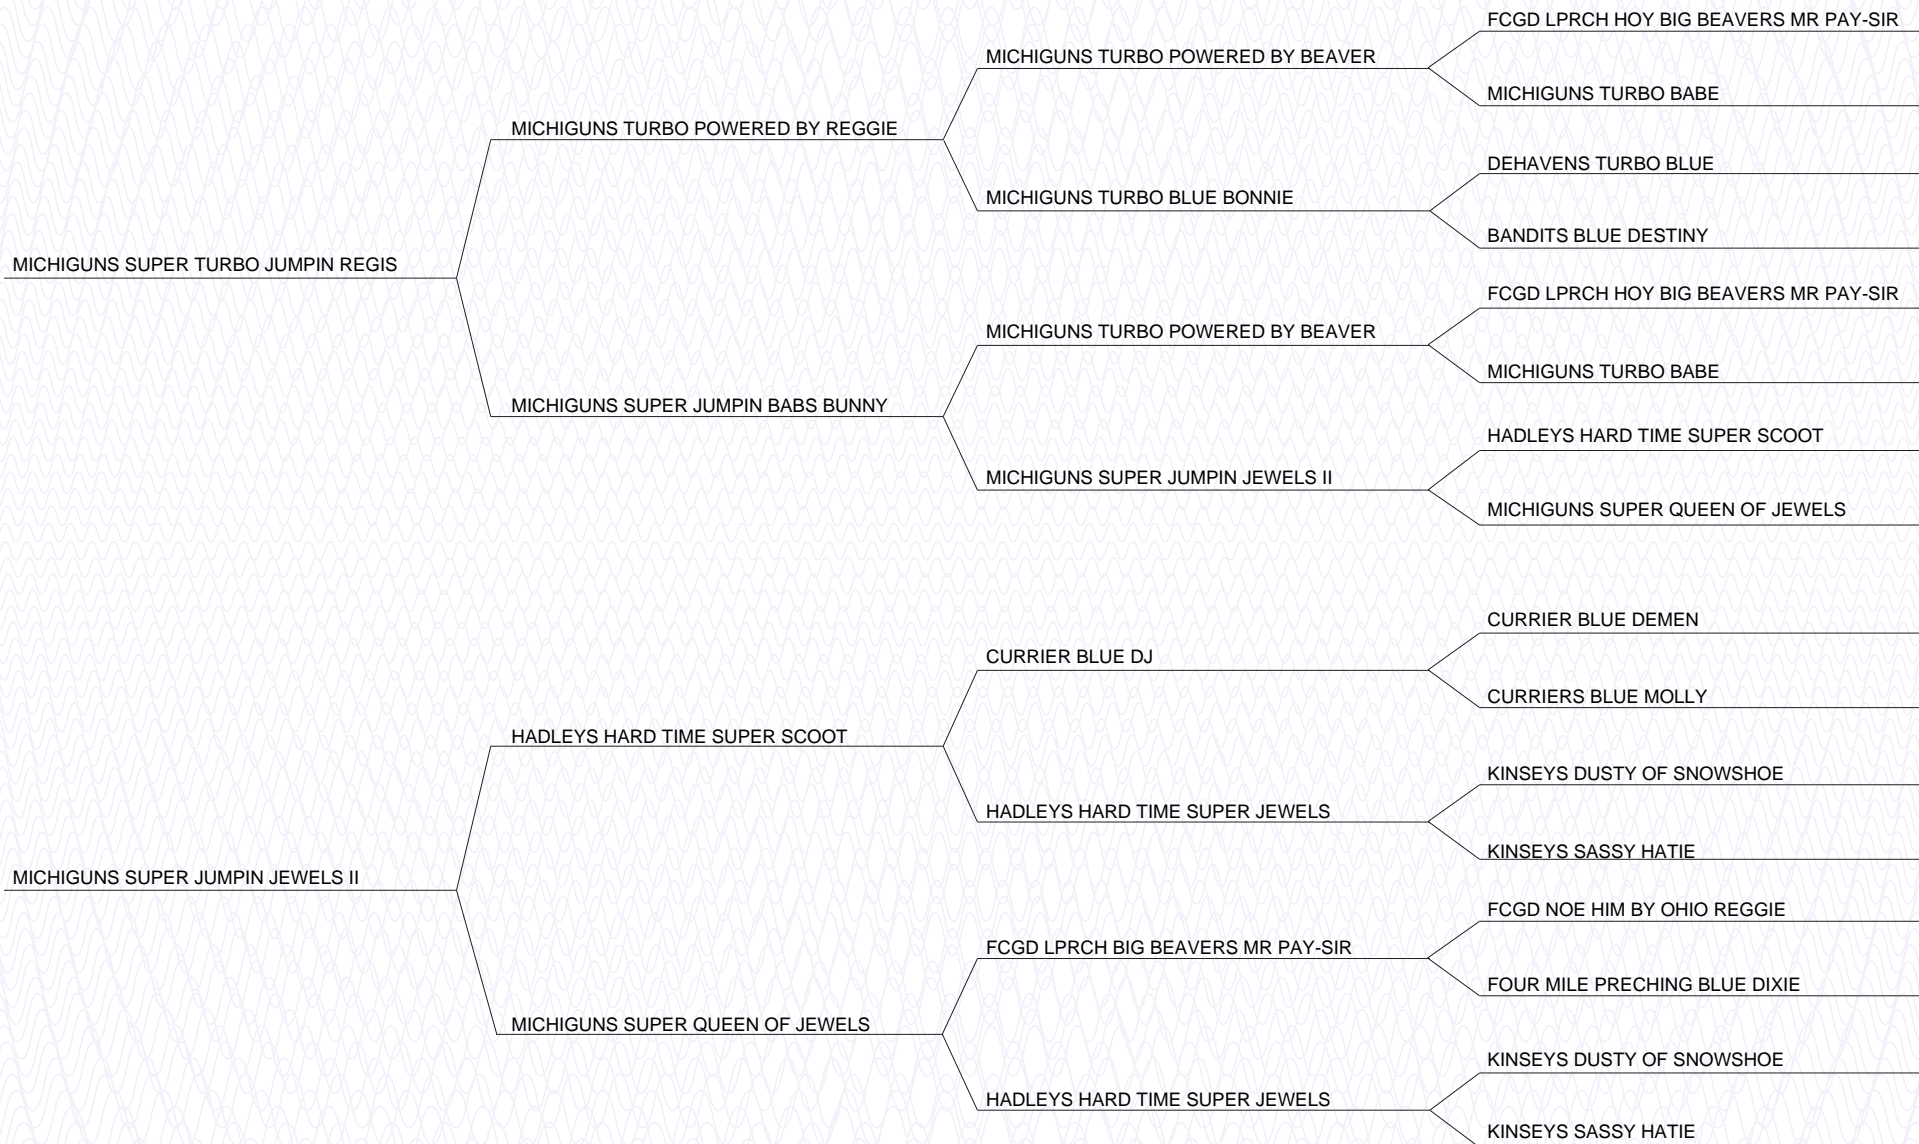 FCGD LPRCH HOY BIG BEAVERS MR PAY-SIR
MICHIGUNS TURBO POWERED BY BEAVER
MICHIGUNS TURBO BABE
MICHIGUNS TURBO POWERED BY REGGIE
DEHAVENS TURBO BLUE
MICHIGUNS TURBO BLUE BONNIE
BANDITS BLUE DESTINY
MICHIGUNS SUPER TURBO JUMPIN REGIS
FCGD LPRCH HOY BIG BEAVERS MR PAY-SIR
MICHIGUNS TURBO POWERED BY BEAVER
MICHIGUNS TURBO BABE
MICHIGUNS SUPER JUMPIN BABS BUNNY
HADLEYS HARD TIME SUPER SCOOT
MICHIGUNS SUPER JUMPIN JEWELS II
MICHIGUNS SUPER QUEEN OF JEWELS
CURRIER BLUE DEMEN
CURRIER BLUE DJ
CURRIERS BLUE MOLLY
HADLEYS HARD TIME SUPER SCOOT
KINSEYS DUSTY OF SNOWSHOE
HADLEYS HARD TIME SUPER JEWELS
KINSEYS SASSY HATIE
MICHIGUNS SUPER JUMPIN JEWELS II
FCGD NOE HIM BY OHIO REGGIE
FCGD LPRCH BIG BEAVERS MR PAY-SIR
FOUR MILE PRECHING BLUE DIXIE
MICHIGUNS SUPER QUEEN OF JEWELS
KINSEYS DUSTY OF SNOWSHOE
HADLEYS HARD TIME SUPER JEWELS
KINSEYS SASSY HATIE